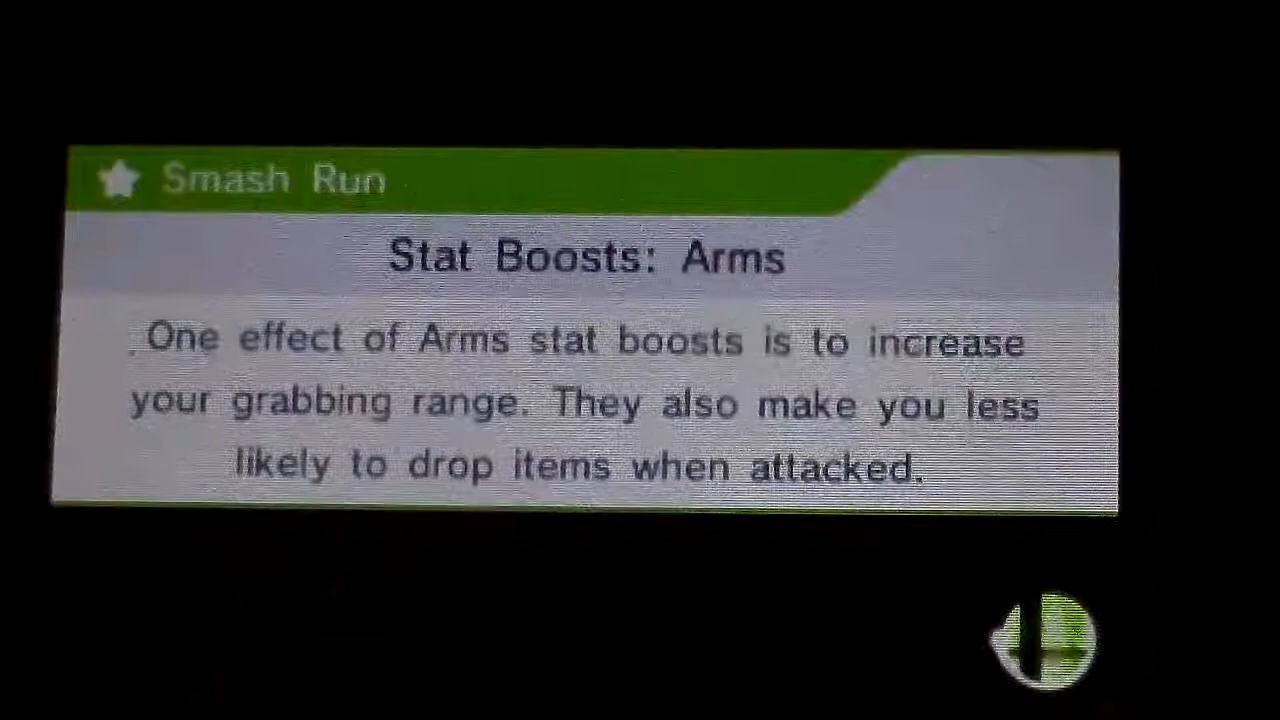 Smash Run
Stat Boosts: Arms
One effect of Arms stat boosts is to increase
your grabbing range. They also make you less
likely to drop items when attacked.